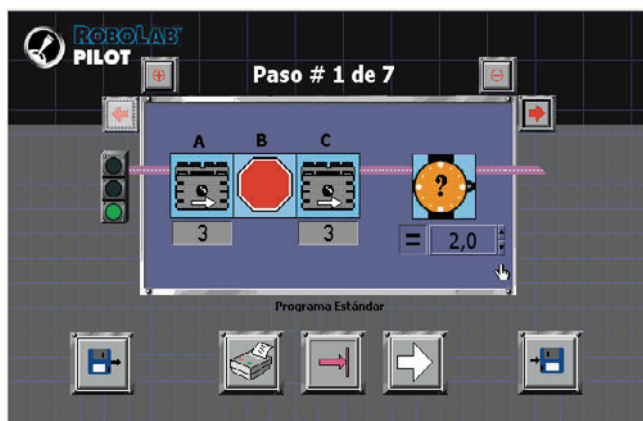 ROBOLAB
PILOT
Paso # 1 de 7
A B C
?
3 3
= 2,0
Programa Estándar